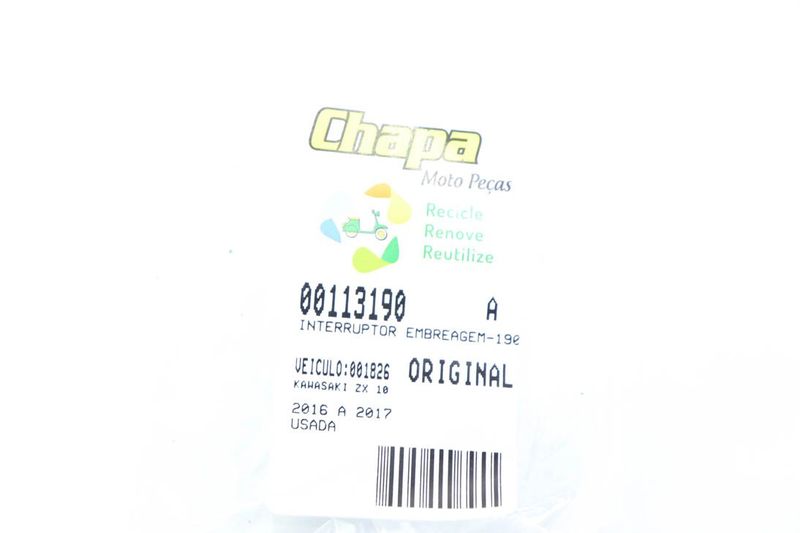 Chapa
Moto Peças
Recicle
Renove
Reutilize
00113190 A
INTERRUPTOR EMBREAGEM-190
VEICULO:001826 ORIGINAL
KAWASAKI ZX 10
2016 A 2017
USADA